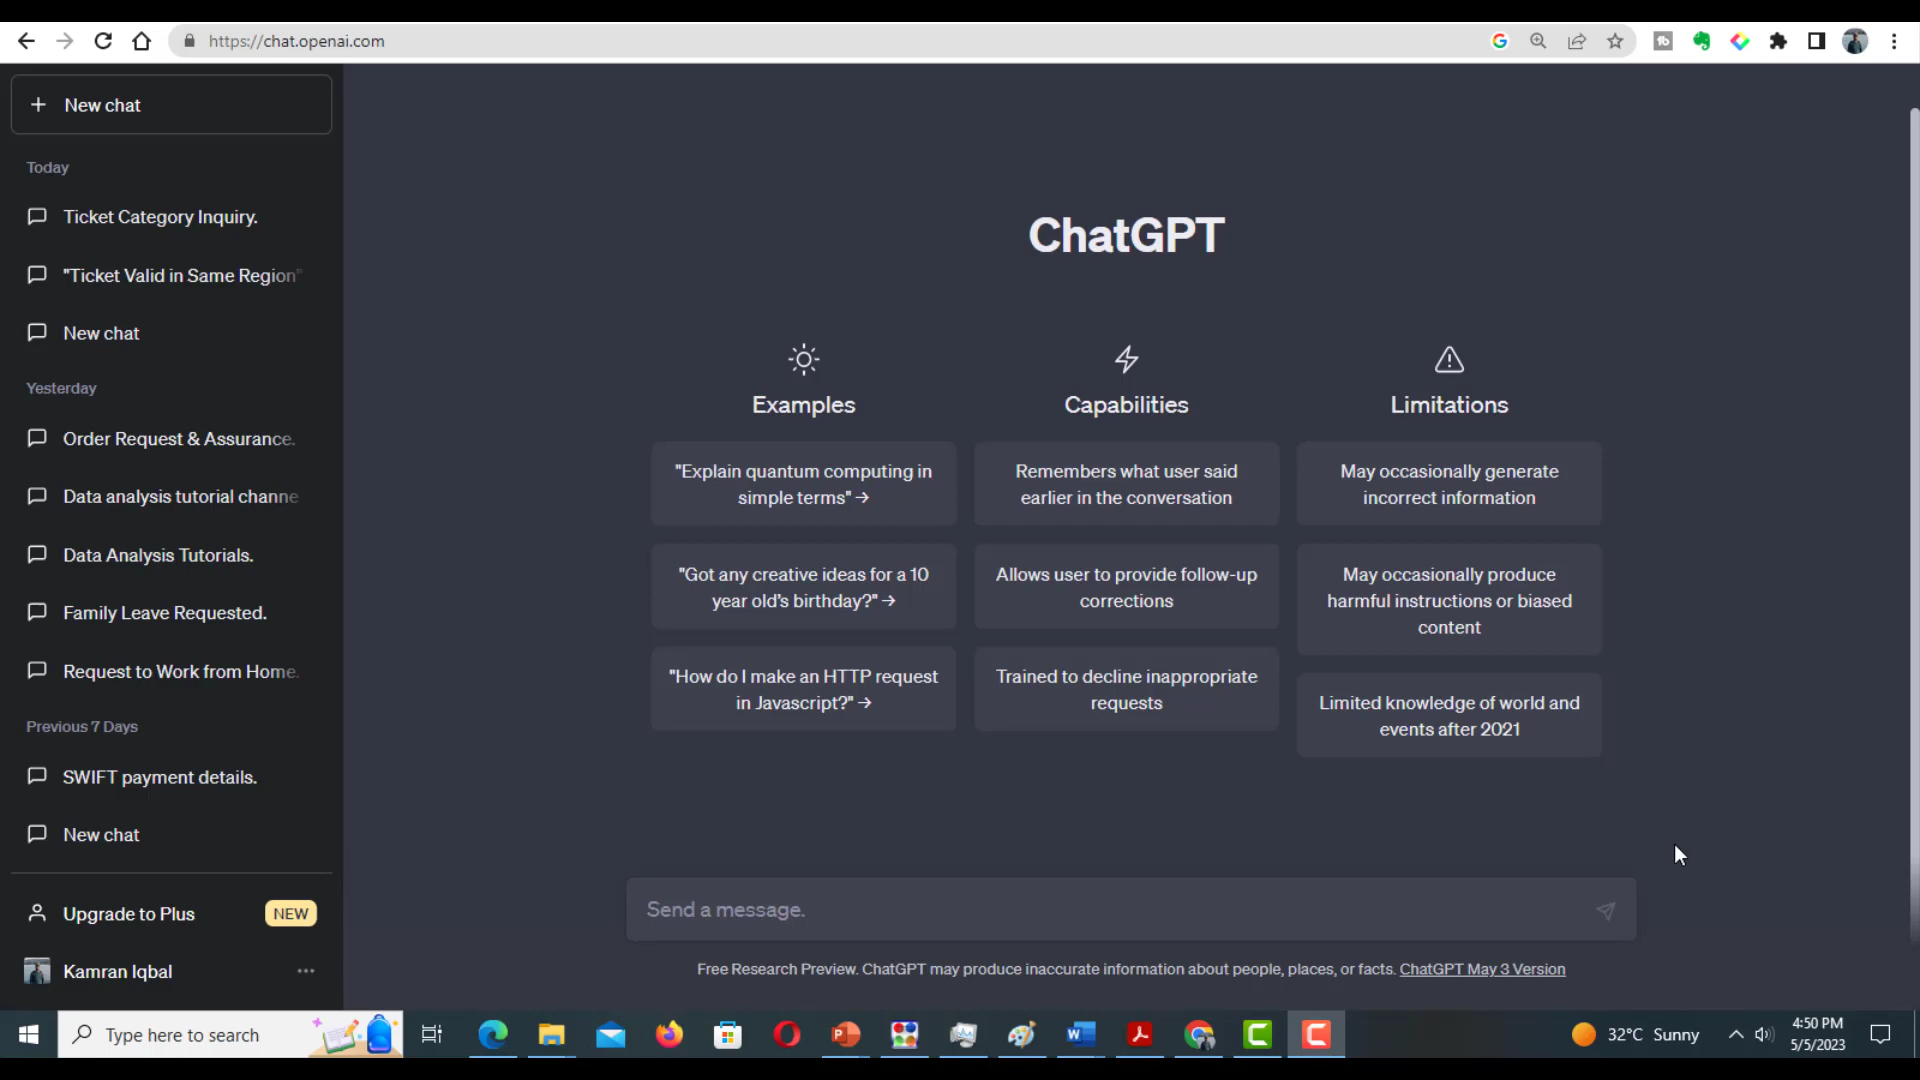 https://chat.openai.com
New chat
Today
Ticket Category Inquiry.
"Ticket Valid in Same Region"
New chat
Yesterday
Order Request & Assurance.
Data analysis tutorial channe
Data Analysis Tutorials.
Family Leave Requested.
Request to Work from Home.
Previous 7 Days
SWIFT payment details.
New chat
Upgrade to Plus
NEW
Kamran Iqbal
ChatGPT
Examples
"Explain quantum computing in
simple terms" →
"Got any creative ideas for a 10
year old's birthday?" →
"How do I make an HTTP request
in Javascript?" →
Capabilities
Remembers what user said
earlier in the conversation
Allows user to provide follow-up
corrections
Trained to decline inappropriate
requests
Limitations
May occasionally generate
incorrect information
May occasionally produce
harmful instructions or biased
content
Limited knowledge of world and
events after 2021
Send a message.
Free Research Preview. ChatGPT may produce inaccurate information about people, places, or facts. ChatGPT May 3 Version
Type here to search
32°C Sunny
4:50 PM
5/5/2023